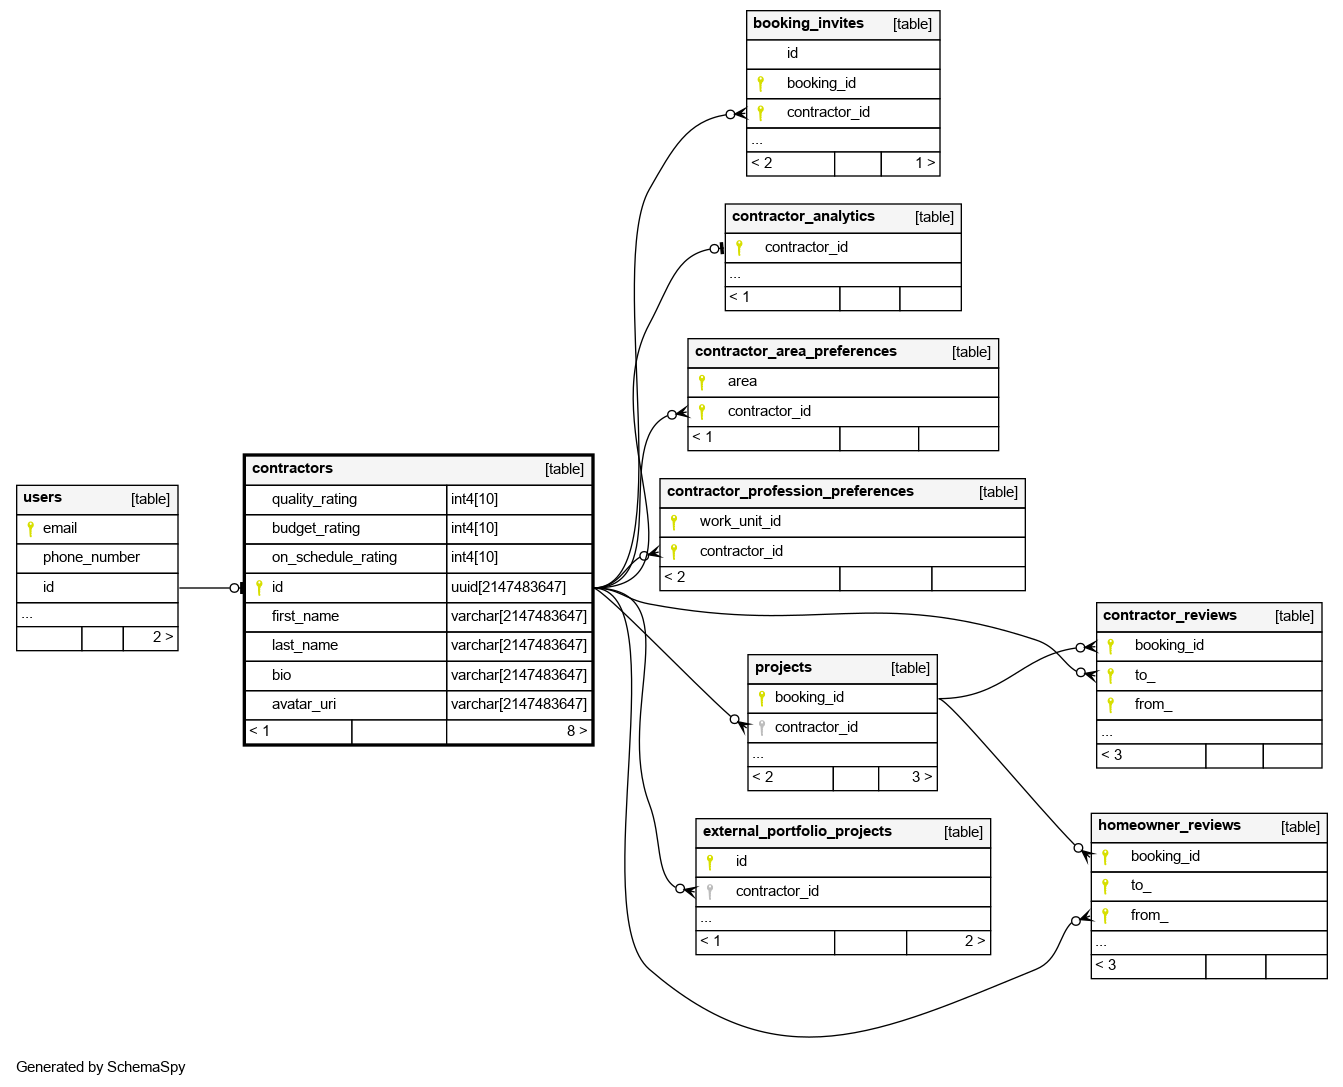 booking_invites [table]
id
booking_id
contractor_id
...
< 2 1 >
contractor_analytics [table]
contractor_id
...
< 1
contractor_area_preferences [table]
area
contractor_id
< 1
contractors [table]
quality_rating int4[10]
budget_rating int4[10]
on_schedule_rating int4[10]
id uuid[2147483647]
first_name varchar[2147483647]
last_name varchar[2147483647]
bio varchar[2147483647]
avatar_uri varchar[2147483647]
< 1 8 >
users [table]
email
phone_number
id
...
2 >
contractor_profession_preferences [table]
work_unit_id
contractor_id
< 2
contractor_reviews [table]
booking_id
to_
from_
...
< 3
projects [table]
booking_id
contractor_id
...
< 2 3 >
homeowner_reviews [table]
booking_id
to_
from_
...
< 3
external_portfolio_projects [table]
id
contractor_id
...
< 1 2 >
Generated by SchemaSpy